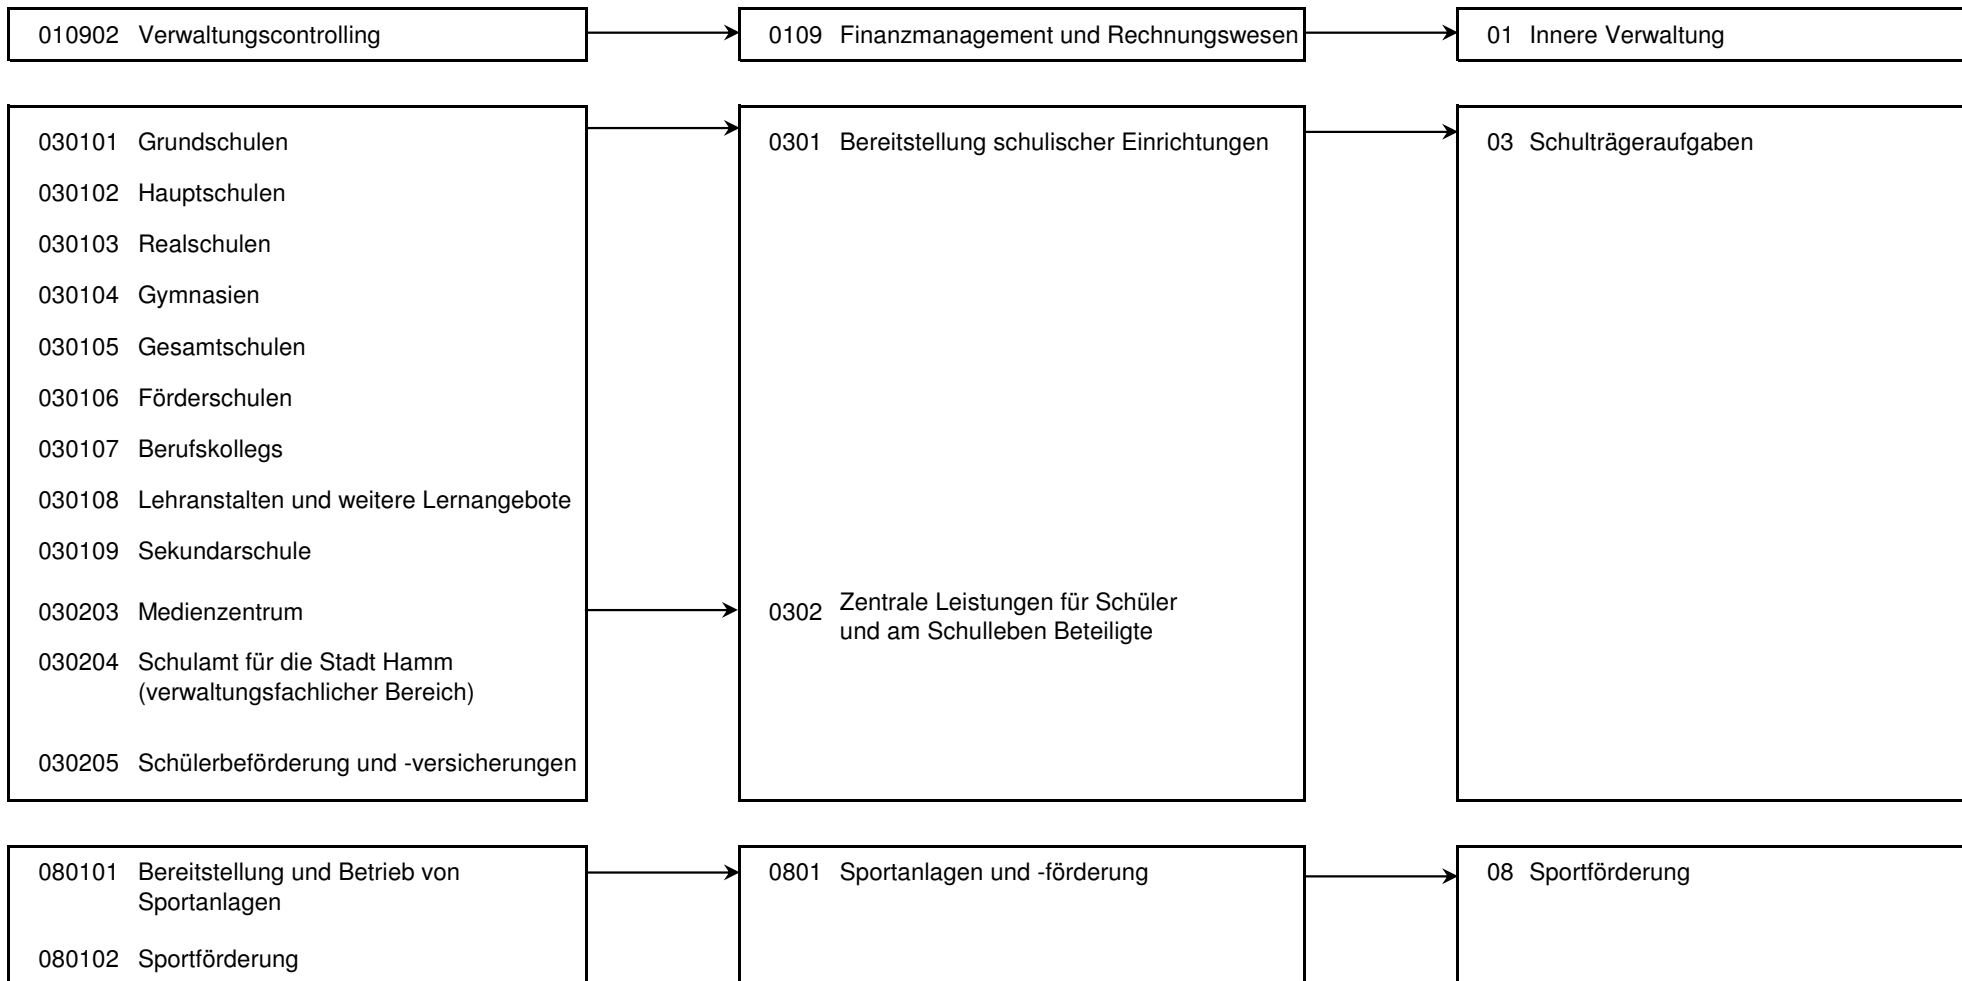 010902 Verwaltungscontrolling
0109 Finanzmanagement und Rechnungswesen
01 Innere Verwaltung
030101 Grundschulen
030102 Hauptschulen
030103 Realschulen
030104 Gymnasien
030105 Gesamtschulen
030106 Förderschulen
030107 Berufskollegs
030108 Lehranstalten und weitere Lernangebote
030109 Sekundarschule
030203 Medienzentrum
030204 Schulamt für die Stadt Hamm
(verwaltungsfachlicher Bereich)
030205 Schülerbeförderung und -versicherungen
0301 Bereitstellung schulischer Einrichtungen
0302 Zentrale Leistungen für Schüler
und am Schulleben Beteiligte
03 Schulträgeraufgaben
080101 Bereitstellung und Betrieb von
Sportanlagen
080102 Sportförderung
0801 Sportanlagen und -förderung
08 Sportförderung